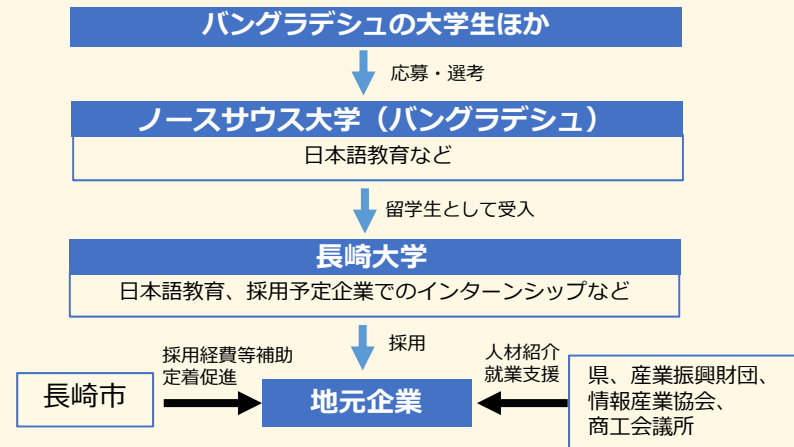 バングラデシュの大学生ほか
応募・選考
ノースサウス大学（バングラデシュ）
日本語教育など
留学生として受入
長崎大学
日本語教育、採用予定企業でのインターンシップなど
採用
採用経費等補助
定着促進
人材紹介
就業支援
長崎市
地元企業
県、産業振興財団、
情報産業協会、
商工会議所